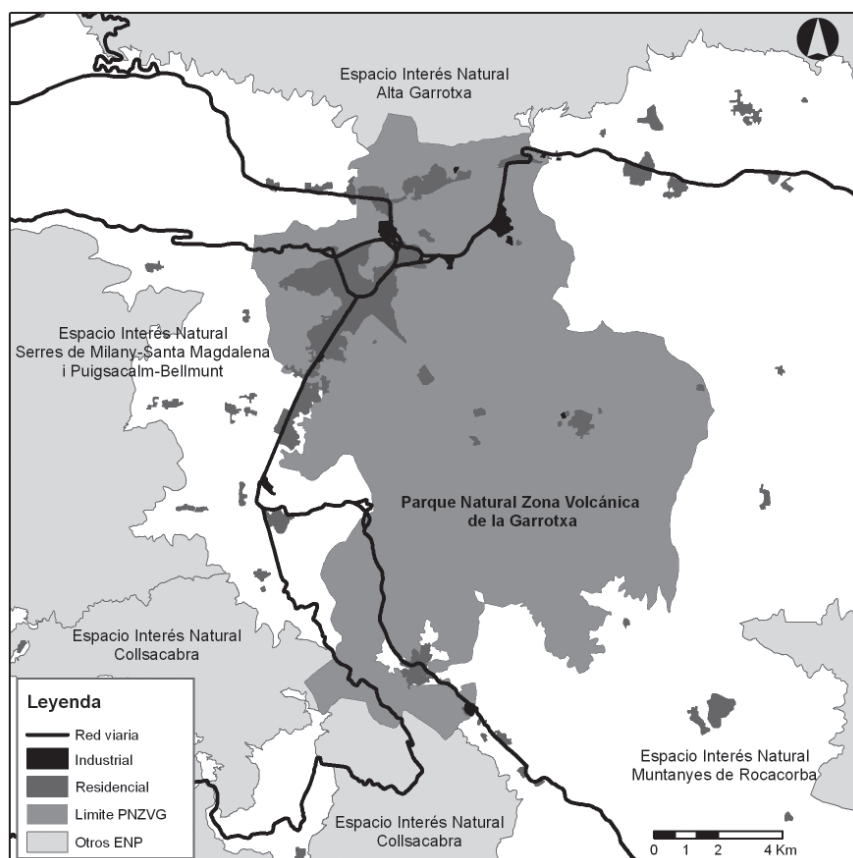 Espacio Interés Natural
Alta Garrotxa
Espacio Interés Natural
Serres de Milany-Santa Magdalena
i Puigsacalm-Bellmunt
Parque Natural Zona Volcánica
de la Garrotxa
Espacio Interés Natural
Collsacabra
Leyenda
Red viaria
Industrial
Residencial
Límite PNZVG
Otros ENP
Espacio Interés Natural
Muntanyes de Rocacorba
Espacio Interés Natural
Collsacabra
0 1 2 4 Km